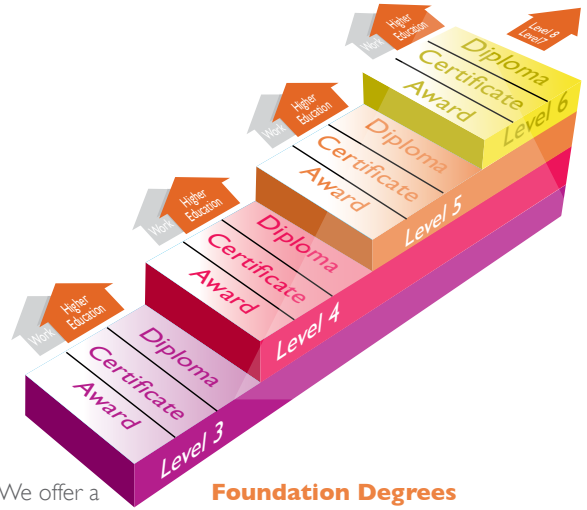 Level 8
Level7
Work
Higher
Education
Diploma
Certificate
Award
Level 6
Work
Higher
Education
Diploma
Certificate
Award
Level 5
Work
Higher
Education
Diploma
Certificate
Award
Level 4
Work
Higher
Education
Diploma
Certificate
Award
Level 3
We offer a Foundation Degrees